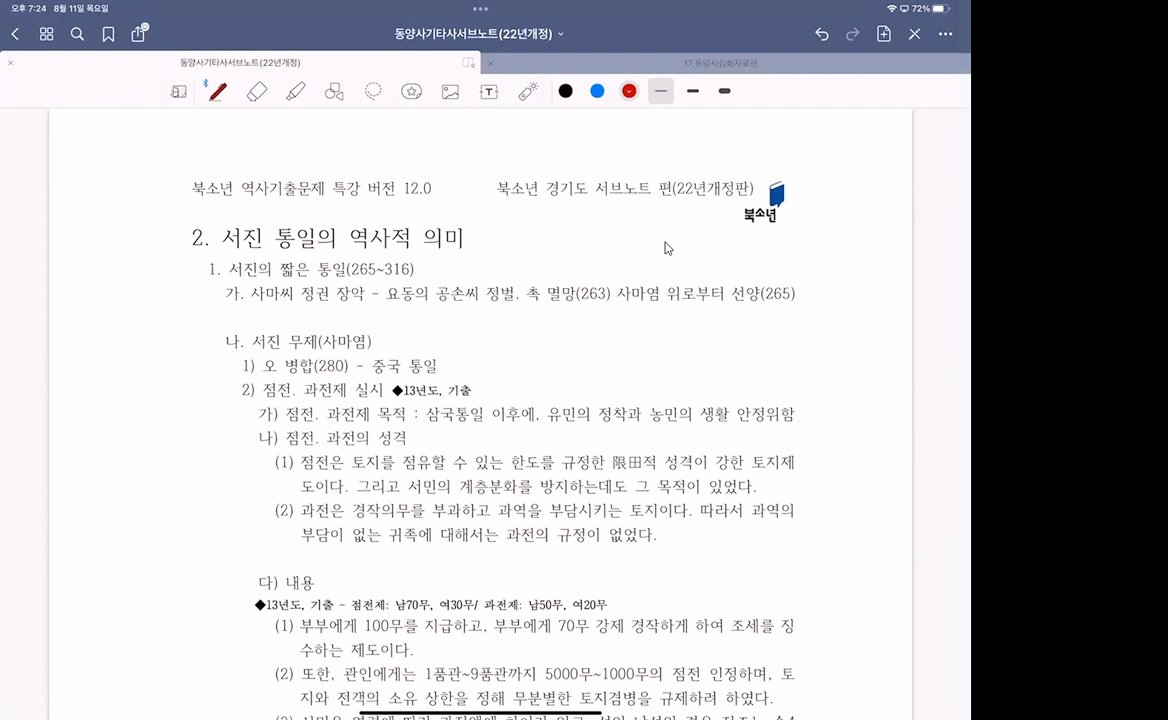 오후 7:24 8월 11일 목요일
72%
동양사기타사서브노트(22년개정)
동양사기타사서브노트(22년개정)
17.동양사심화자료편
북소년 역사기출문제 특강 버전 12.0 북소년 경기도 서브노트 편(22년개정판)
북소년
2. 서진 통일의 역사적 의미
1. 서진의 짧은 통일(265~316)
가. 사마씨 정권 장악 - 요동의 공손씨 정벌. 촉 멸망(263) 사마염 위로부터 선양(265)
나. 서진 무제(사마염)
1) 오 병합(280) - 중국 통일
2) 점전. 과전제 실시 ◆13년도, 기출
가) 점전. 과전제 목적 : 삼국통일 이후에, 유민의 정착과 농민의 생활 안정위함
나) 점전. 과전의 성격
(1) 점전은 토지를 점유할 수 있는 한도를 규정한 限田적 성격이 강한 토지제
도이다. 그리고 서민의 계층분화를 방지하는데도 그 목적이 있었다.
(2) 과전은 경작의무를 부과하고 과역을 부담시키는 토지이다. 따라서 과역의
부담이 없는 귀족에 대해서는 과전의 규정이 없었다.
다) 내용
◆13년도, 기출 - 점전제: 남70무, 여30무/ 과전제: 남50무, 여20무
(1) 부부에게 100무를 지급하고, 부부에게 70무 강제 경작하게 하여 조세를 징
수하는 제도이다.
(2) 또한, 관인에게는 1품관~9품관까지 5000무~1000무의 점전 인정하며, 토
지와 전객의 소유 상한을 정해 무분별한 토지겸병을 규제하려 하였다.